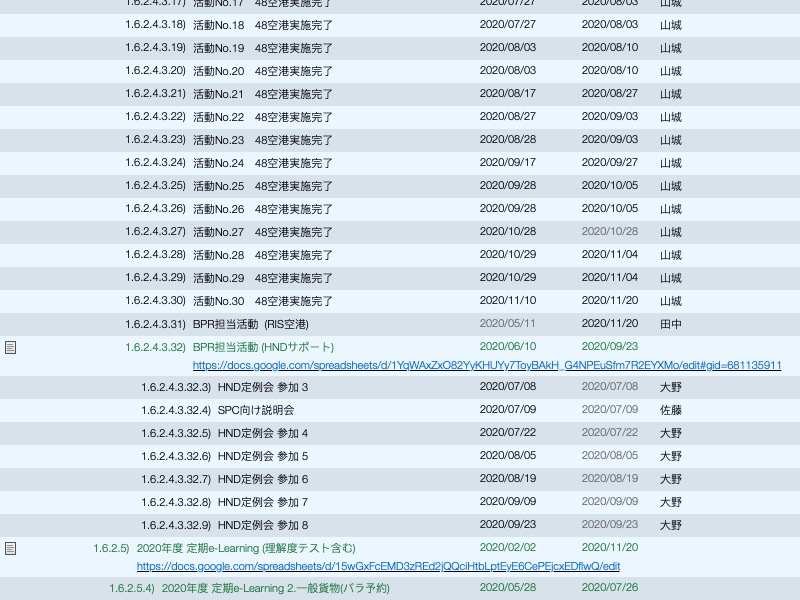 1.6.2.4.3.17) 活動No.17 48空港実施完了 2020/07/27 2020/08/03 山城
1.6.2.4.3.18) 活動No.18 48空港実施完了 2020/07/27 2020/08/03 山城
1.6.2.4.3.19) 活動No.19 48空港実施完了 2020/08/03 2020/08/10 山城
1.6.2.4.3.20) 活動No.20 48空港実施完了 2020/08/03 2020/08/10 山城
1.6.2.4.3.21) 活動No.21 48空港実施完了 2020/08/17 2020/08/27 山城
1.6.2.4.3.22) 活動No.22 48空港実施完了 2020/08/27 2020/09/03 山城
1.6.2.4.3.23) 活動No.23 48空港実施完了 2020/08/28 2020/09/03 山城
1.6.2.4.3.24) 活動No.24 48空港実施完了 2020/09/17 2020/09/27 山城
1.6.2.4.3.25) 活動No.25 48空港実施完了 2020/09/28 2020/10/05 山城
1.6.2.4.3.26) 活動No.26 48空港実施完了 2020/09/28 2020/10/05 山城
1.6.2.4.3.27) 活動No.27 48空港実施完了 2020/10/28 2020/10/28 山城
1.6.2.4.3.28) 活動No.28 48空港実施完了 2020/10/29 2020/11/04 山城
1.6.2.4.3.29) 活動No.29 48空港実施完了 2020/10/29 2020/11/04 山城
1.6.2.4.3.30) 活動No.30 48空港実施完了 2020/11/10 2020/11/20 山城
1.6.2.4.3.31) BPR担当活動 (RIS空港) 2020/05/11 2020/11/20 田中
1.6.2.4.3.32) BPR担当活動 (HNDサポート) 2020/06/10 2020/09/23
https://docs.google.com/spreadsheets/d/1YqWAxZxO82YyKHUYy7ToyBAkH_G4NPEuSfm7R2EYXMo/edit#gid=681135911
1.6.2.4.3.32.3) HND定例会 参加 3 2020/07/08 2020/07/08 大野
1.6.2.4.3.32.4) SPC向け説明会 2020/07/09 2020/07/09 佐藤
1.6.2.4.3.32.5) HND定例会 参加 4 2020/07/22 2020/07/22 大野
1.6.2.4.3.32.6) HND定例会 参加 5 2020/08/05 2020/08/05 大野
1.6.2.4.3.32.7) HND定例会 参加 6 2020/08/19 2020/08/19 大野
1.6.2.4.3.32.8) HND定例会 参加 7 2020/09/09 2020/09/09 大野
1.6.2.4.3.32.9) HND定例会 参加 8 2020/09/23 2020/09/23 大野
1.6.2.5) 2020年度 定期e-Learning (理解度テスト含む) 2020/02/02 2020/11/20
https://docs.google.com/spreadsheets/d/15wGxFcEMD3zREd2jQQciHtbLptEyE6CePEjcxEDflwQ/edit
1.6.2.5.4) 2020年度 定期e-Learning 2.一般貨物(バラ予約) 2020/05/28 2020/07/26